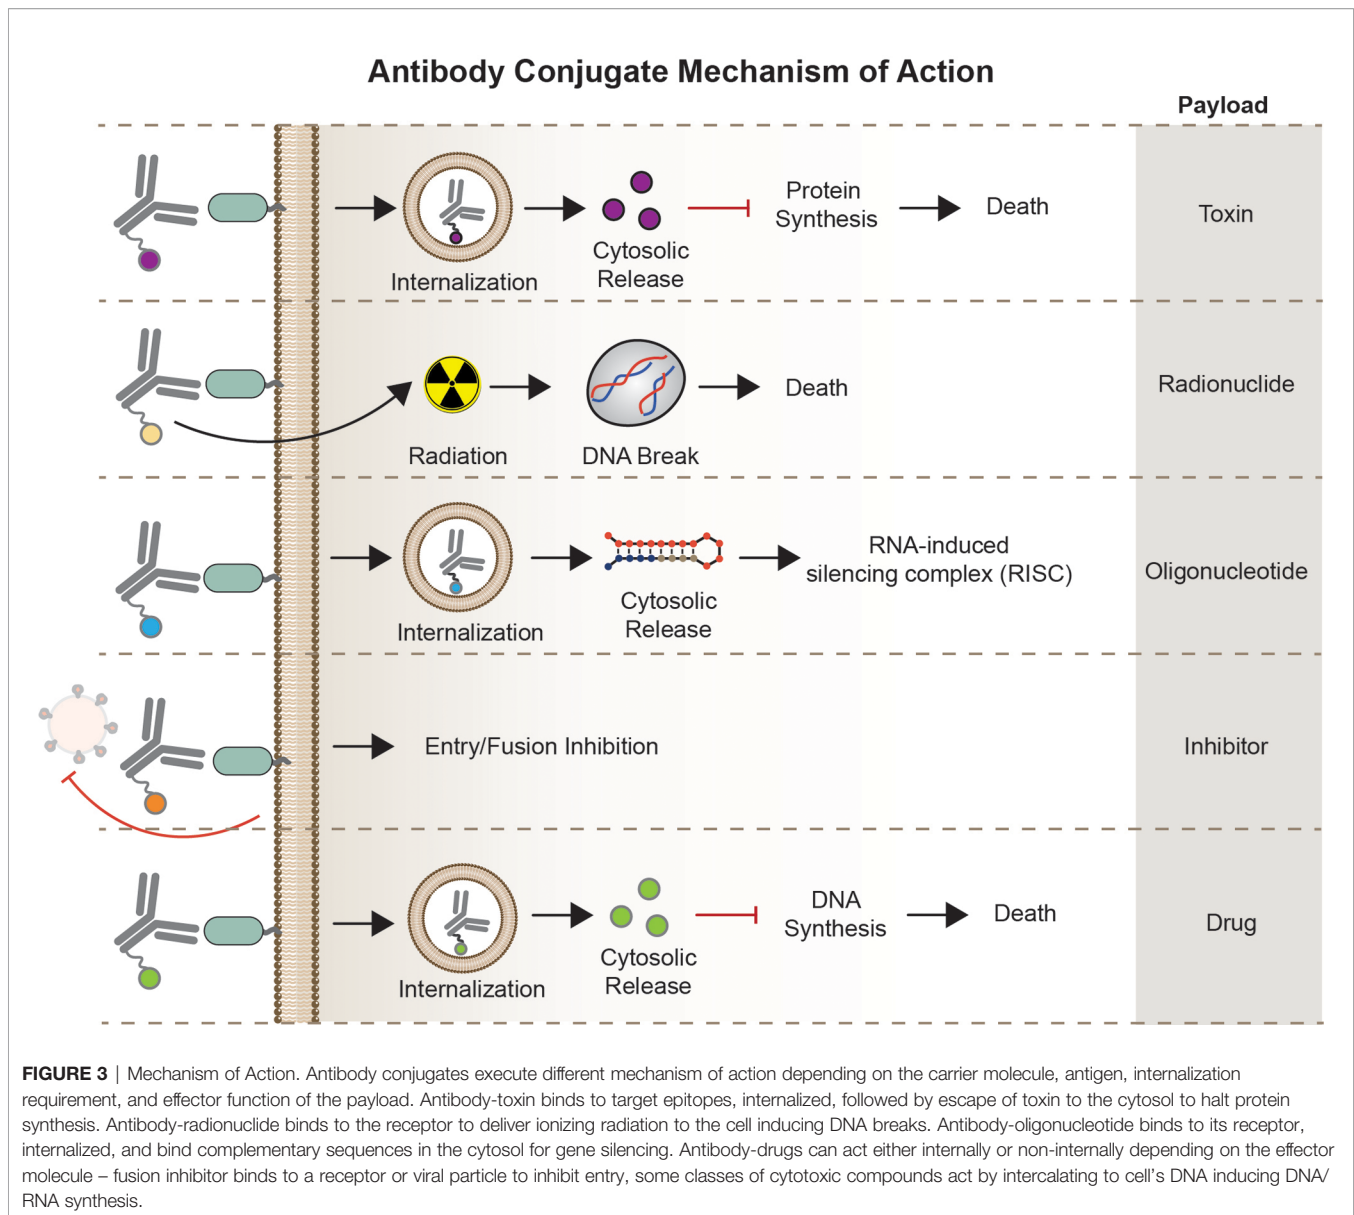 Antibody Conjugate Mechanism of Action
Payload
Protein
Synthesis
Death
Toxin
Cytosolic
Release
Internalization
Radionuclide
Death
Radiation
DNA Break
RNA-induced
silencing complex (RISC)
Oligonucleotide
Cytosolic
Release
Internalization
Entry/Fusion Inhibition
Inhibitor
DNA
Synthesis
Death
Drug
Cytosolic
Release
Internalization
FIGURE 3 | Mechanism of Action. Antibody conjugates execute different mechanism of action depending on the carrier molecule, antigen, internalization
requirement, and effector function of the payload. Antibody-toxin binds to target epitopes, internalized, followed by escape of toxin to the cytosol to halt protein
synthesis. Antibody-radionuclide binds to the receptor to deliver ionizing radiation to the cell inducing DNA breaks. Antibody-oligonucleotide binds to its receptor,
internalized, and bind complementary sequences in the cytosol for gene silencing. Antibody-drugs can act either internally or non-internally depending on the effector
molecule – fusion inhibitor binds to a receptor or viral particle to inhibit entry, some classes of cytotoxic compounds act by intercalating to cell's DNA inducing DNA/
RNA synthesis.